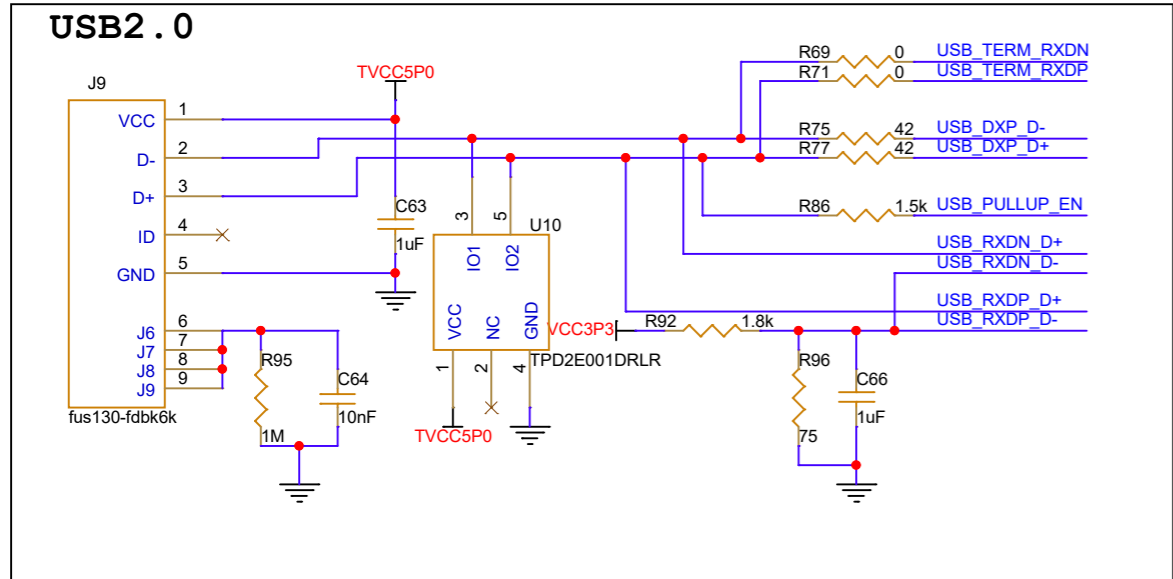 USB2.0
J9
TVCC5P0
R69 0 USB_TERM_RXDN
R71 0 USB_TERM_RXDP
VCC 1
D- 2
D+ 3
ID 4
GND 5
R75 42 USB_DXP_D-
R77 42 USB_DXP_D+
R86 1.5k USB_PULLUP_EN
C63
1uF
3 5
U10
IO1 IO2
VCC NC GND
USB_RXDN_D+
USB_RXDN_D-
USB_RXDP_D+
VCC3P3 R92 1.8k USB_RXDP_D-
TPD2E001DRLR
1 2 4
TVCC5P0
J6 6
J7 7
J8 8
J9 9
fus130-fdbk6k
R95
1M
C64
10nF
R96
75
C66
1uF